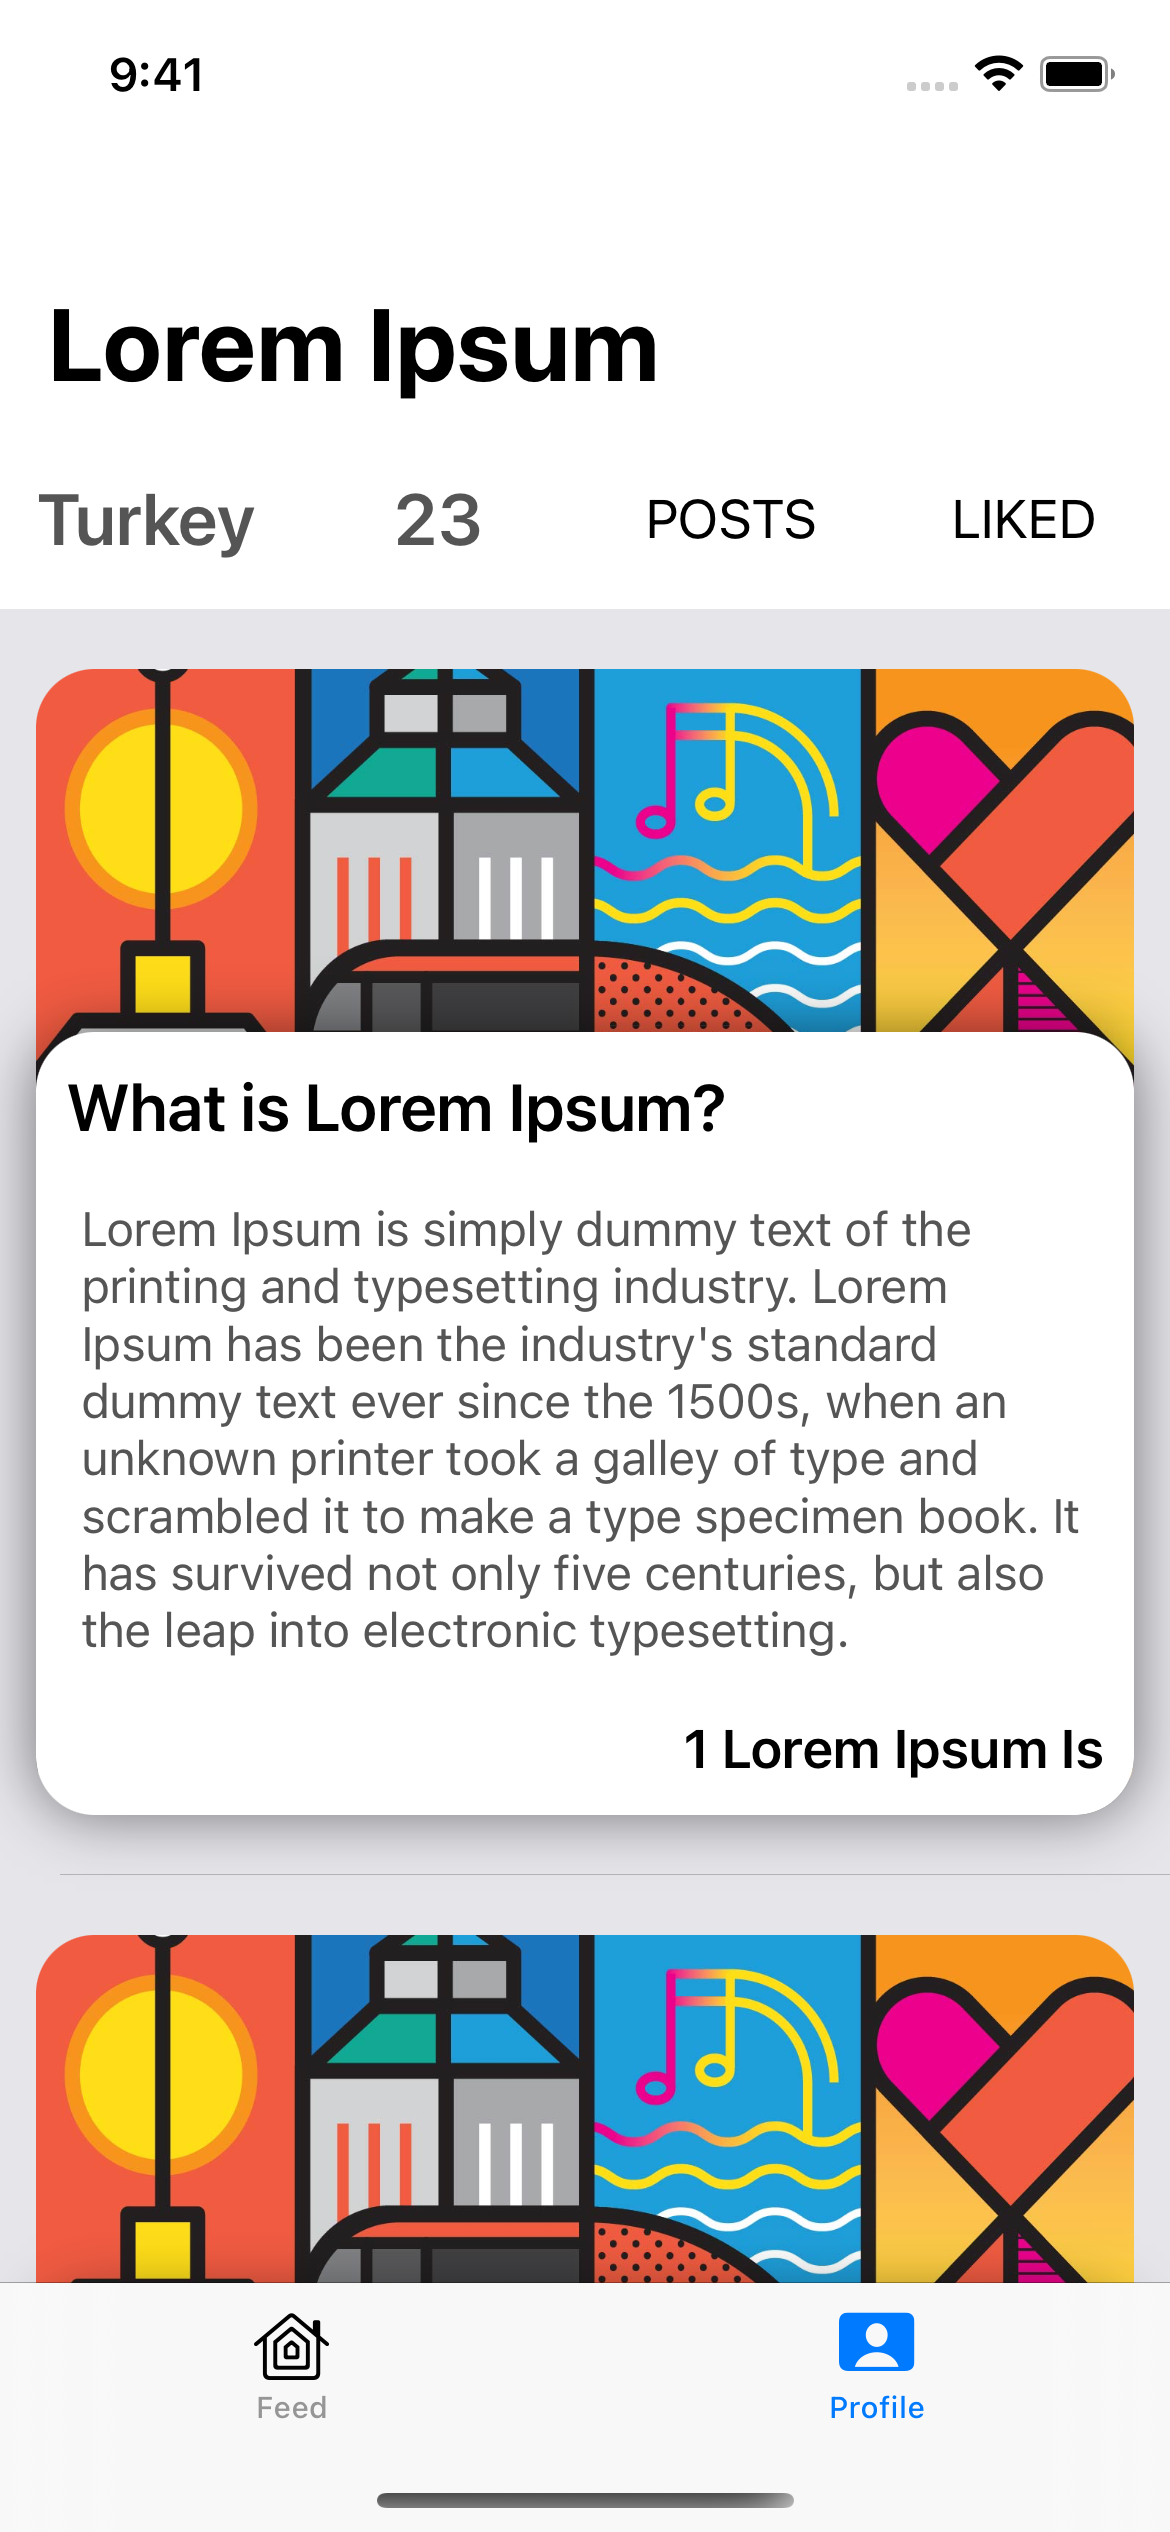 9:41
Lorem Ipsum
Turkey 23 POSTS LIKED
What is Lorem Ipsum?
Lorem Ipsum is simply dummy text of the
printing and typesetting industry. Lorem
Ipsum has been the industry's standard
dummy text ever since the 1500s, when an
unknown printer took a galley of type and
scrambled it to make a type specimen book. It
has survived not only five centuries, but also
the leap into electronic typesetting.
1 Lorem Ipsum Is
Feed Profile